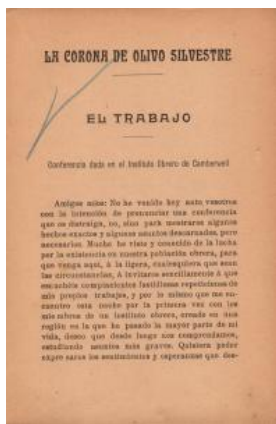 LA CORONA DE OLIVO SILVESTRE
EL TRABAJO
Conferencia dada en el Instituto Obrero de Camberwell
Amigos míos: No he venido hoy ante vosotros
con la intención de pronunciar una conferencia
que os distraiga, no, sino para mostraros algunos
hechos exactos y algunos asuntos descarnados, pero
necesarios. Mucho he visto y conocido de la lucha
por la existencia en nuestra población obrera, para
que venga aquí, á la ligera, cualesquiera que sean
las circunstancias, á invitaros sencillamente á que
escuchéis complacientes fastidiosas repeticiones de
mis propios trabajos, y por lo mismo que me en-
cuentro esta noche por la primera vez con los
miembros de un Instituto obrero, creado en una
región en la que he pasado la mayor parte de mi
vida, deseo que desde luego nos comprendamos,
estudiando asuntos más graves. Quisiera poder
expresaros los sentimientos y esperanzas que des-